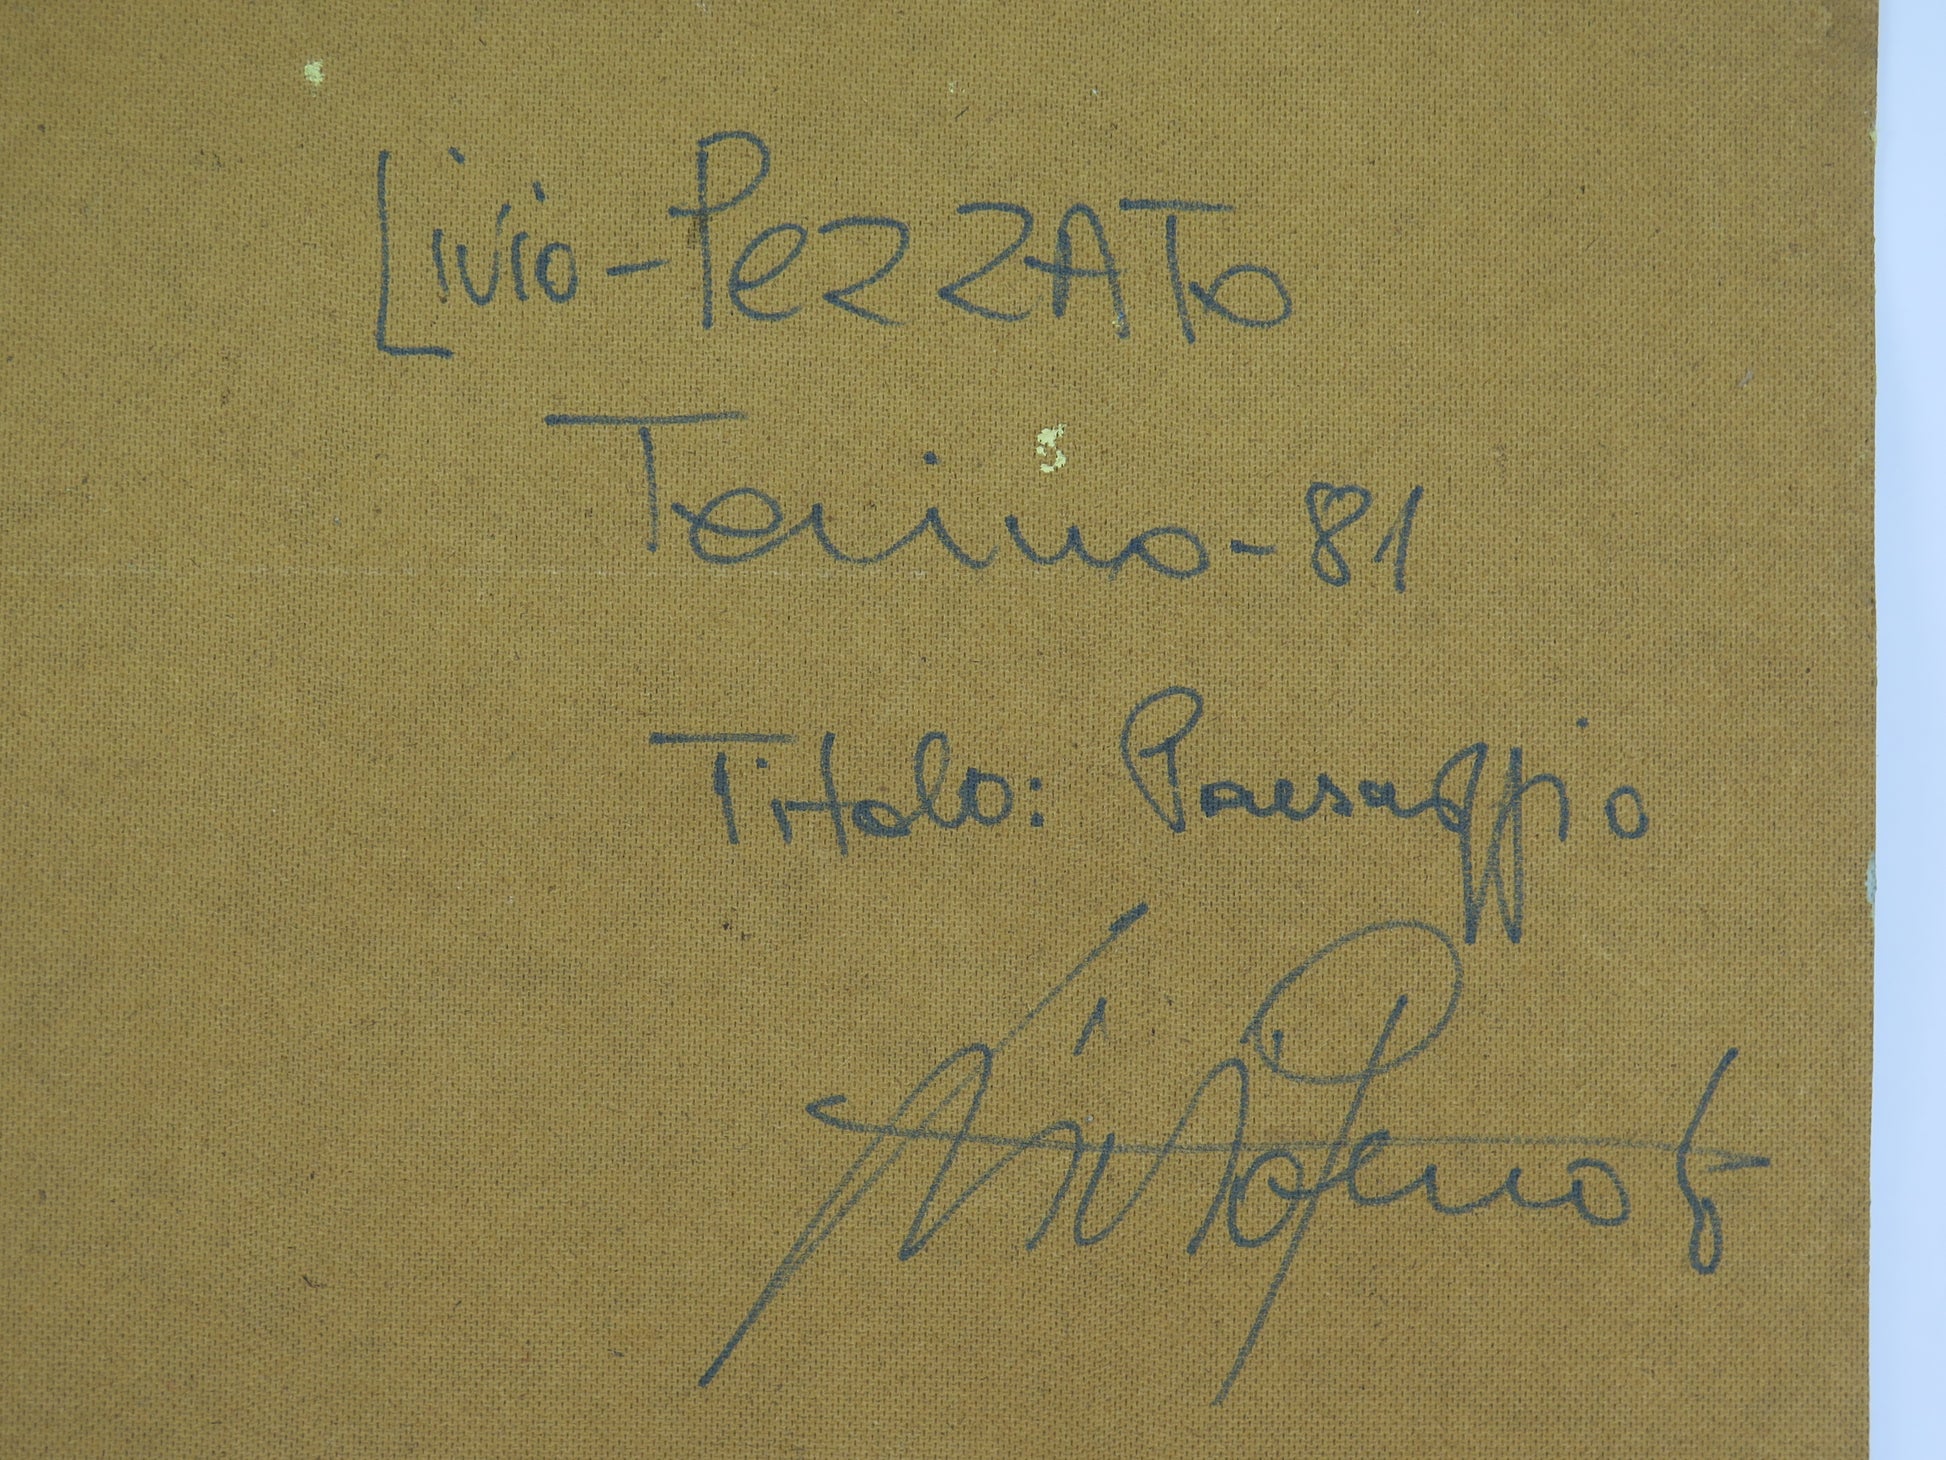 Livio-PeZZATo
Torino-81
Titolo: Paesaggio